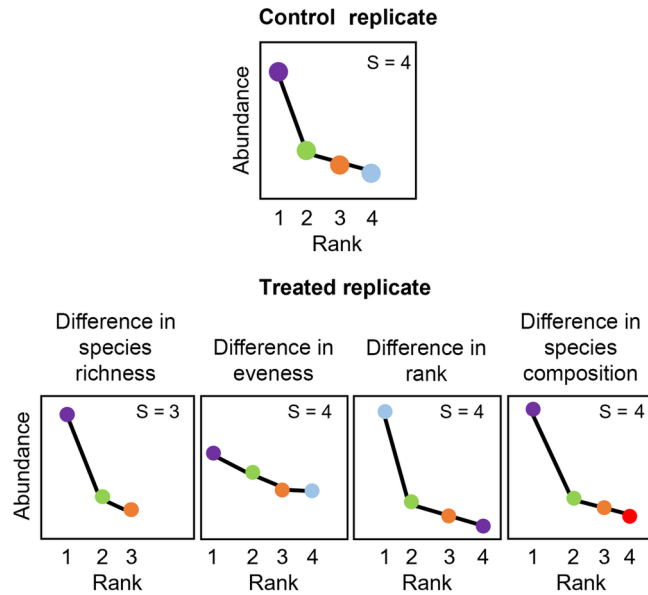 Control replicate
S = 4
Abundance
1 2 3 4
Rank
Treated replicate
Difference in
species
richness
Difference in
eveness
Difference in
rank
Difference in
species
composition
S = 3
S = 4
S = 4
S = 4
Abundance
1 2 3
1 2 3 4
1 2 3 4
1 2 3 4
Rank
Rank
Rank
Rank